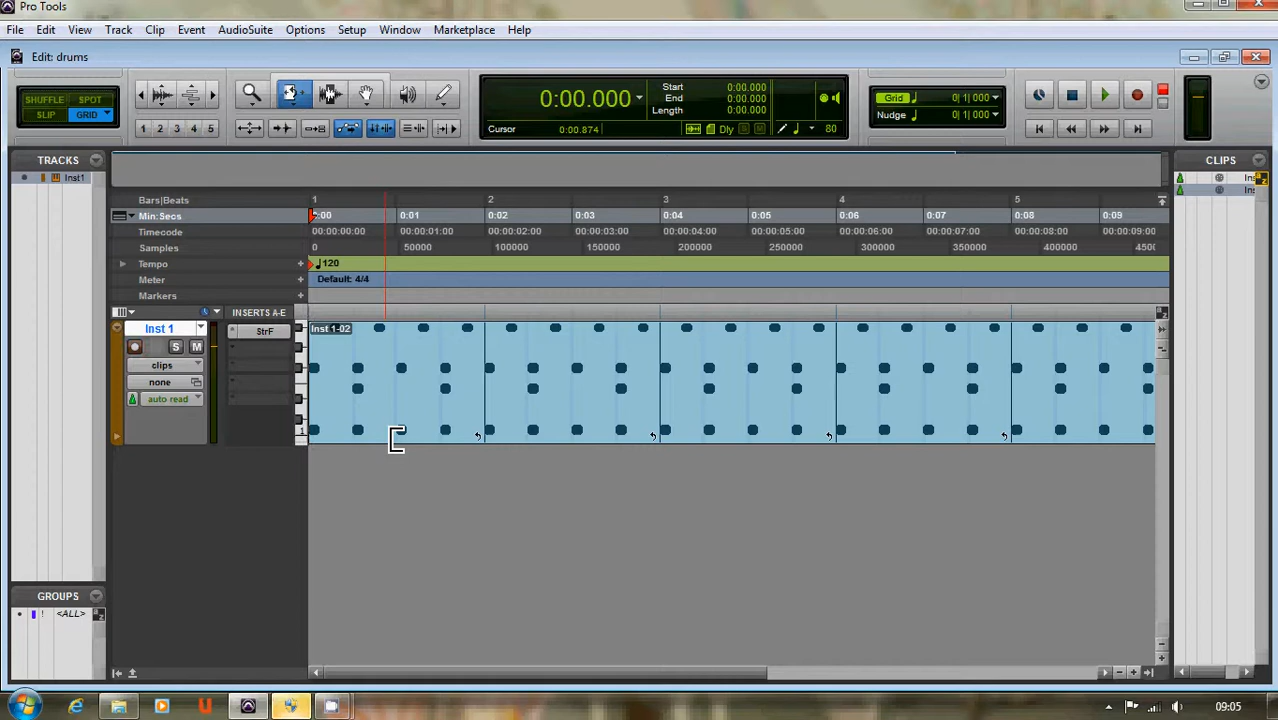 Pro Tools
File Edit View Track Clip Event AudioSuite Options Setup Window Marketplace Help
Edit: drums
SHUFFLE SPOT
SLIP GRID
1 2 3 4 5
0:00.000
Start 0:00.000
End 0:00.000
Length 0:00.000
Cursor 0:00.874
Dly
80
Grid 0| 1| 000
Nudge 0| 1| 000
TRACKS
Inst1
CLIPS
Ins
Ins
Bars|Beats 1 2 3 4 5
Min:Secs 0:00 0:01 0:02 0:03 0:04 0:05 0:06 0:07 0:08 0:09
Timecode 00:00:00:00 00:00:01:00 00:00:02:00 00:00:03:00 00:00:04:00 00:00:05:00 00:00:06:00 00:00:07:00 00:00:08:00 00:00:09:00
Samples 0 50000 100000 150000 200000 250000 300000 350000 400000 4500
Tempo 120
Meter Default: 4/4
Markers
INSERTS A-E
Inst 1
StrF
S M
clips
none
auto read
Inst 1-02
1
GROUPS
! <ALL>
09:05